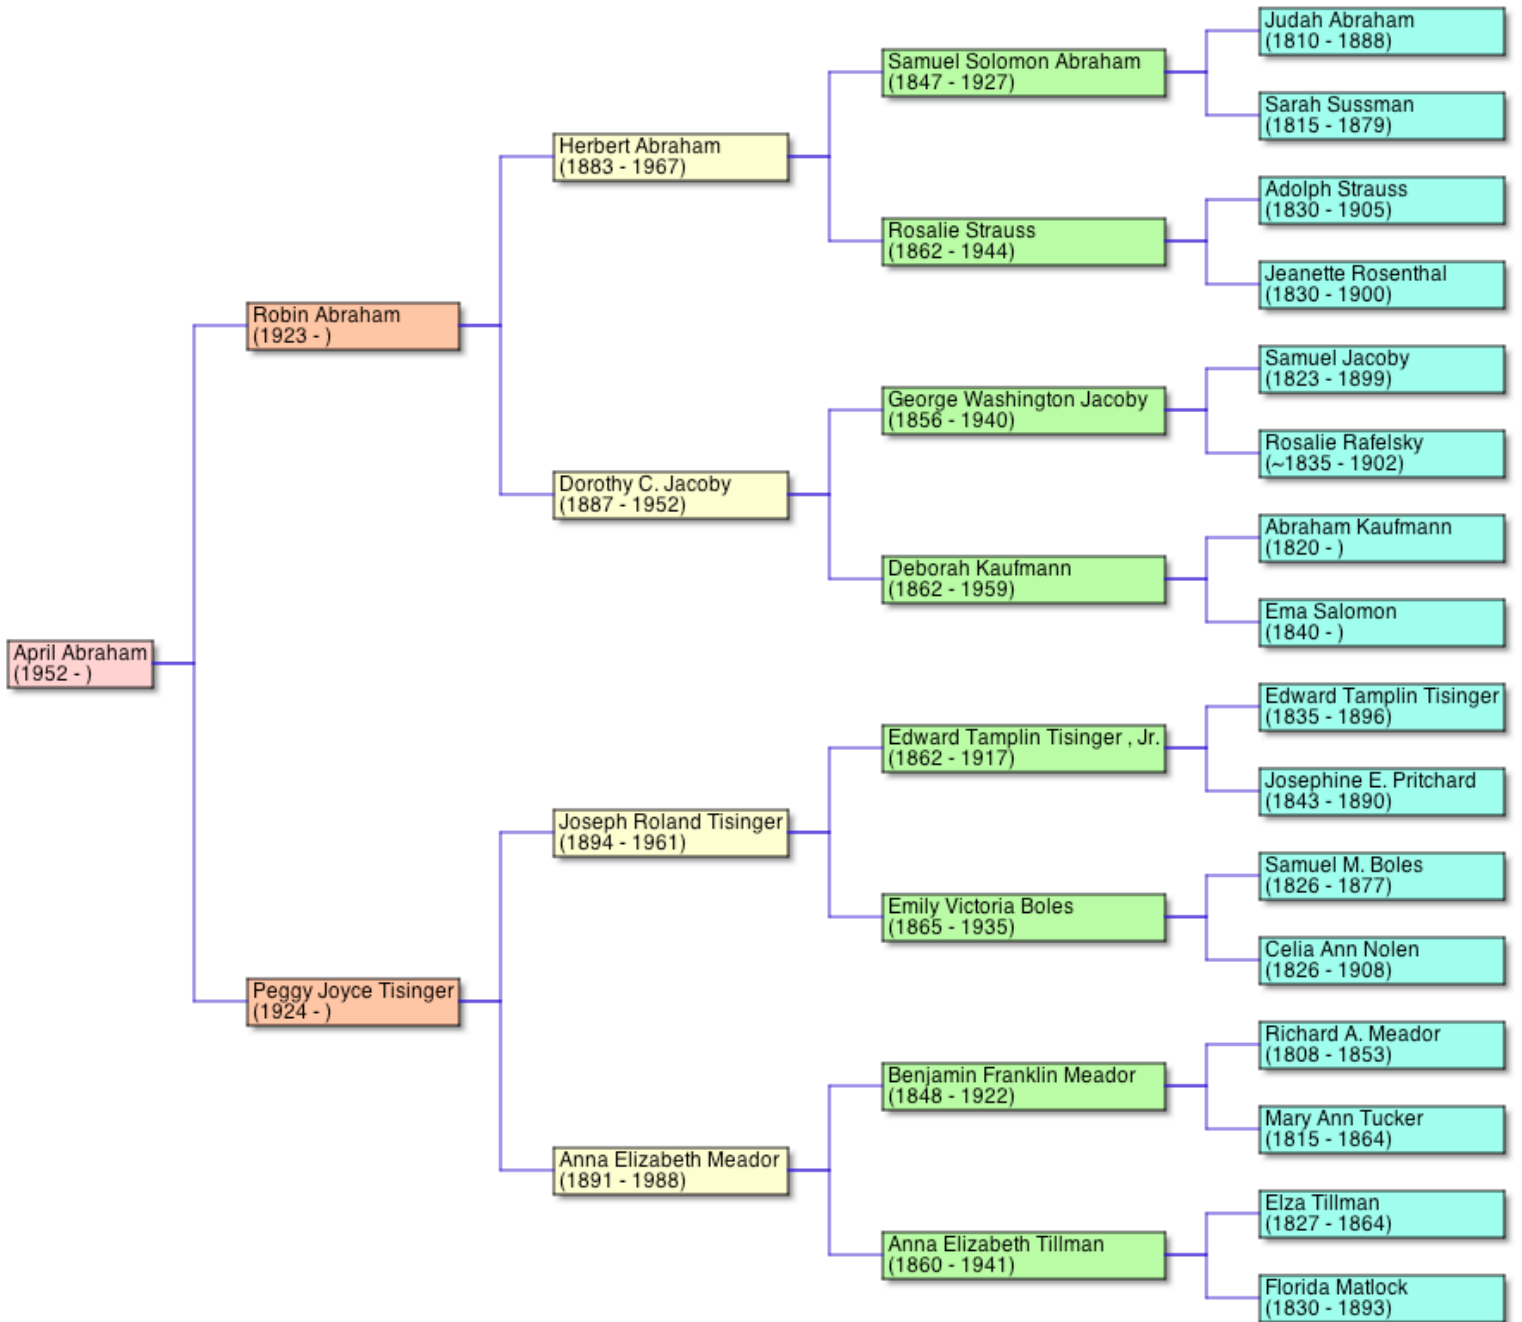 Judah Abraham
(1810 - 1888)
Samuel Solomon Abraham
(1847 - 1927)
Sarah Sussman
(1815 - 1879)
Herbert Abraham
(1883 - 1967)
Adolph Strauss
(1830 - 1905)
Rosalie Strauss
(1862 - 1944)
Jeanette Rosenthal
(1830 - 1900)
Robin Abraham
(1923 - )
Samuel Jacoby
(1823 - 1899)
George Washington Jacoby
(1856 - 1940)
Rosalie Rafelsky
(~1835 - 1902)
Dorothy C. Jacoby
(1887 - 1952)
Abraham Kaufmann
(1820 - )
Deborah Kaufmann
(1862 - 1959)
Ema Salomon
(1840 - )
April Abraham
(1952 - )
Edward Tamplin Tisinger
(1835 - 1896)
Edward Tamplin Tisinger , Jr.
(1862 - 1917)
Josephine E. Pritchard
(1843 - 1890)
Joseph Roland Tisinger
(1894 - 1961)
Samuel M. Boles
(1826 - 1877)
Emily Victoria Boles
(1865 - 1935)
Celia Ann Nolen
(1826 - 1908)
Peggy Joyce Tisinger
(1924 - )
Richard A. Meador
(1808 - 1853)
Benjamin Franklin Meador
(1848 - 1922)
Mary Ann Tucker
(1815 - 1864)
Anna Elizabeth Meador
(1891 - 1988)
Elza Tillman
(1827 - 1864)
Anna Elizabeth Tillman
(1860 - 1941)
Florida Matlock
(1830 - 1893)